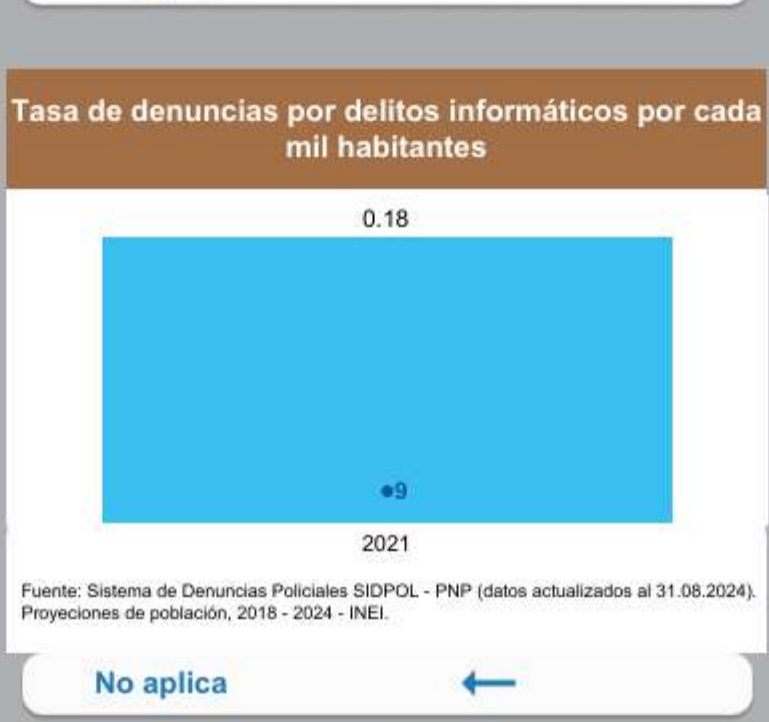 Tasa de denuncias por delitos informáticos por cada
mil habitantes
0.18
9
2021
Fuente: Sistema de Denuncias Policiales SIDPOL - PNP (datos actualizados al 31.08.2024).
Proyeciones de población, 2018 - 2024 - INEI.
No aplica